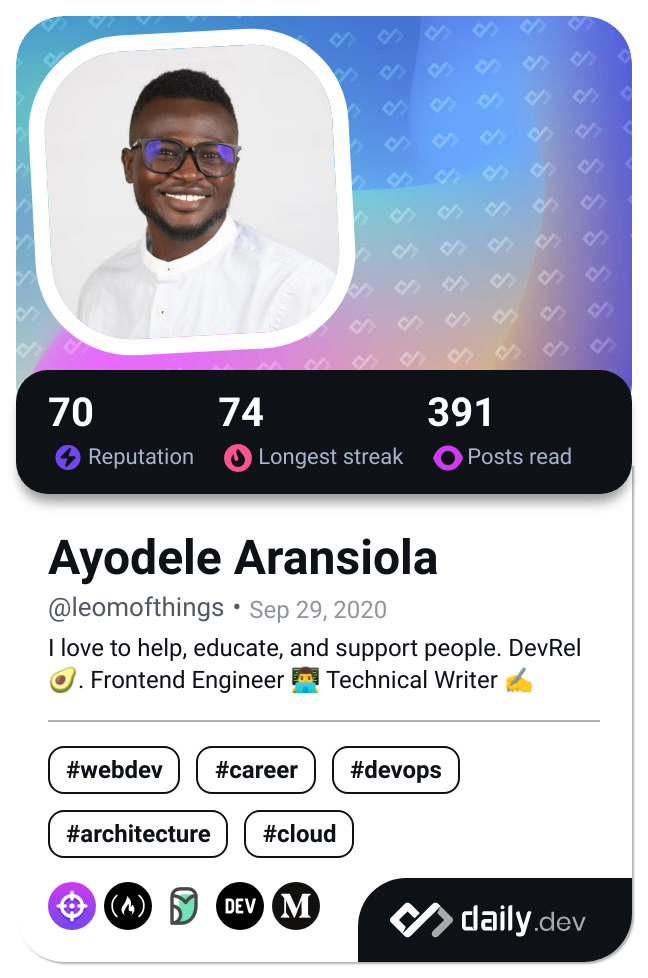 70 74 391
Reputation Longest streak Posts read
Ayodele Aransiola
@leomofthings • Sep 29, 2020
I love to help, educate, and support people. DevRel
🥑. Frontend Engineer 👨‍💻 Technical Writer ✍️
#webdev #career #devops
#architecture #cloud
DEV M
daily.dev